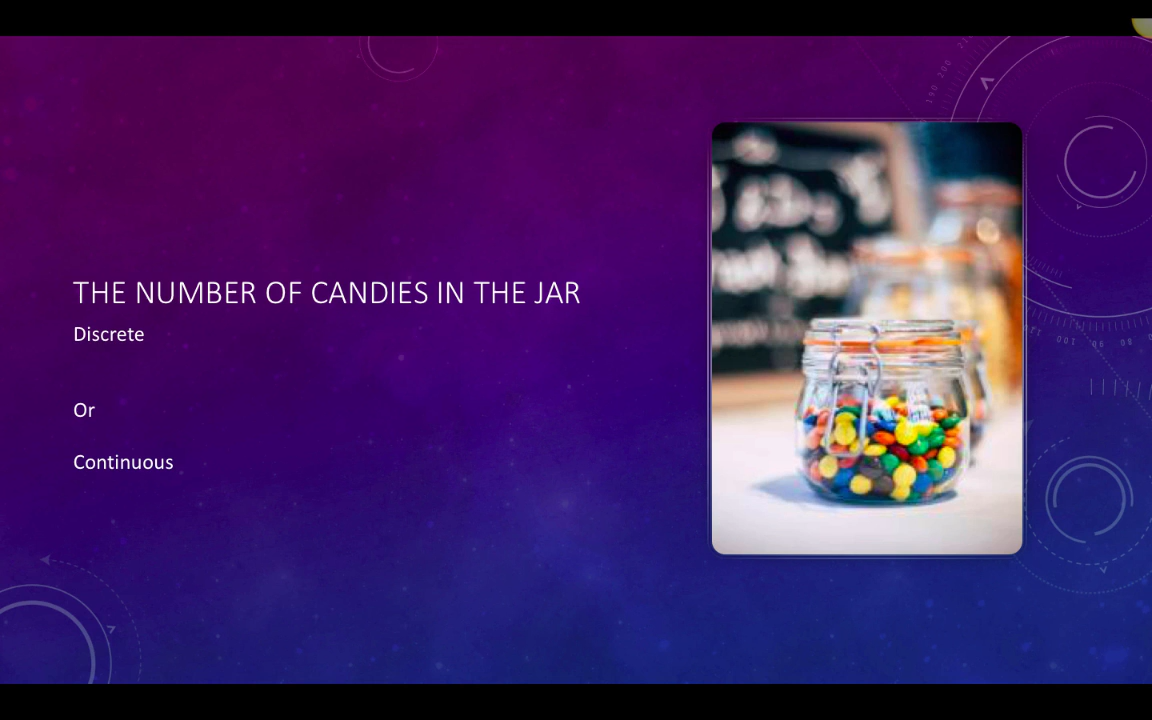 THE NUMBER OF CANDIES IN THE JAR
Discrete
Or
Continuous